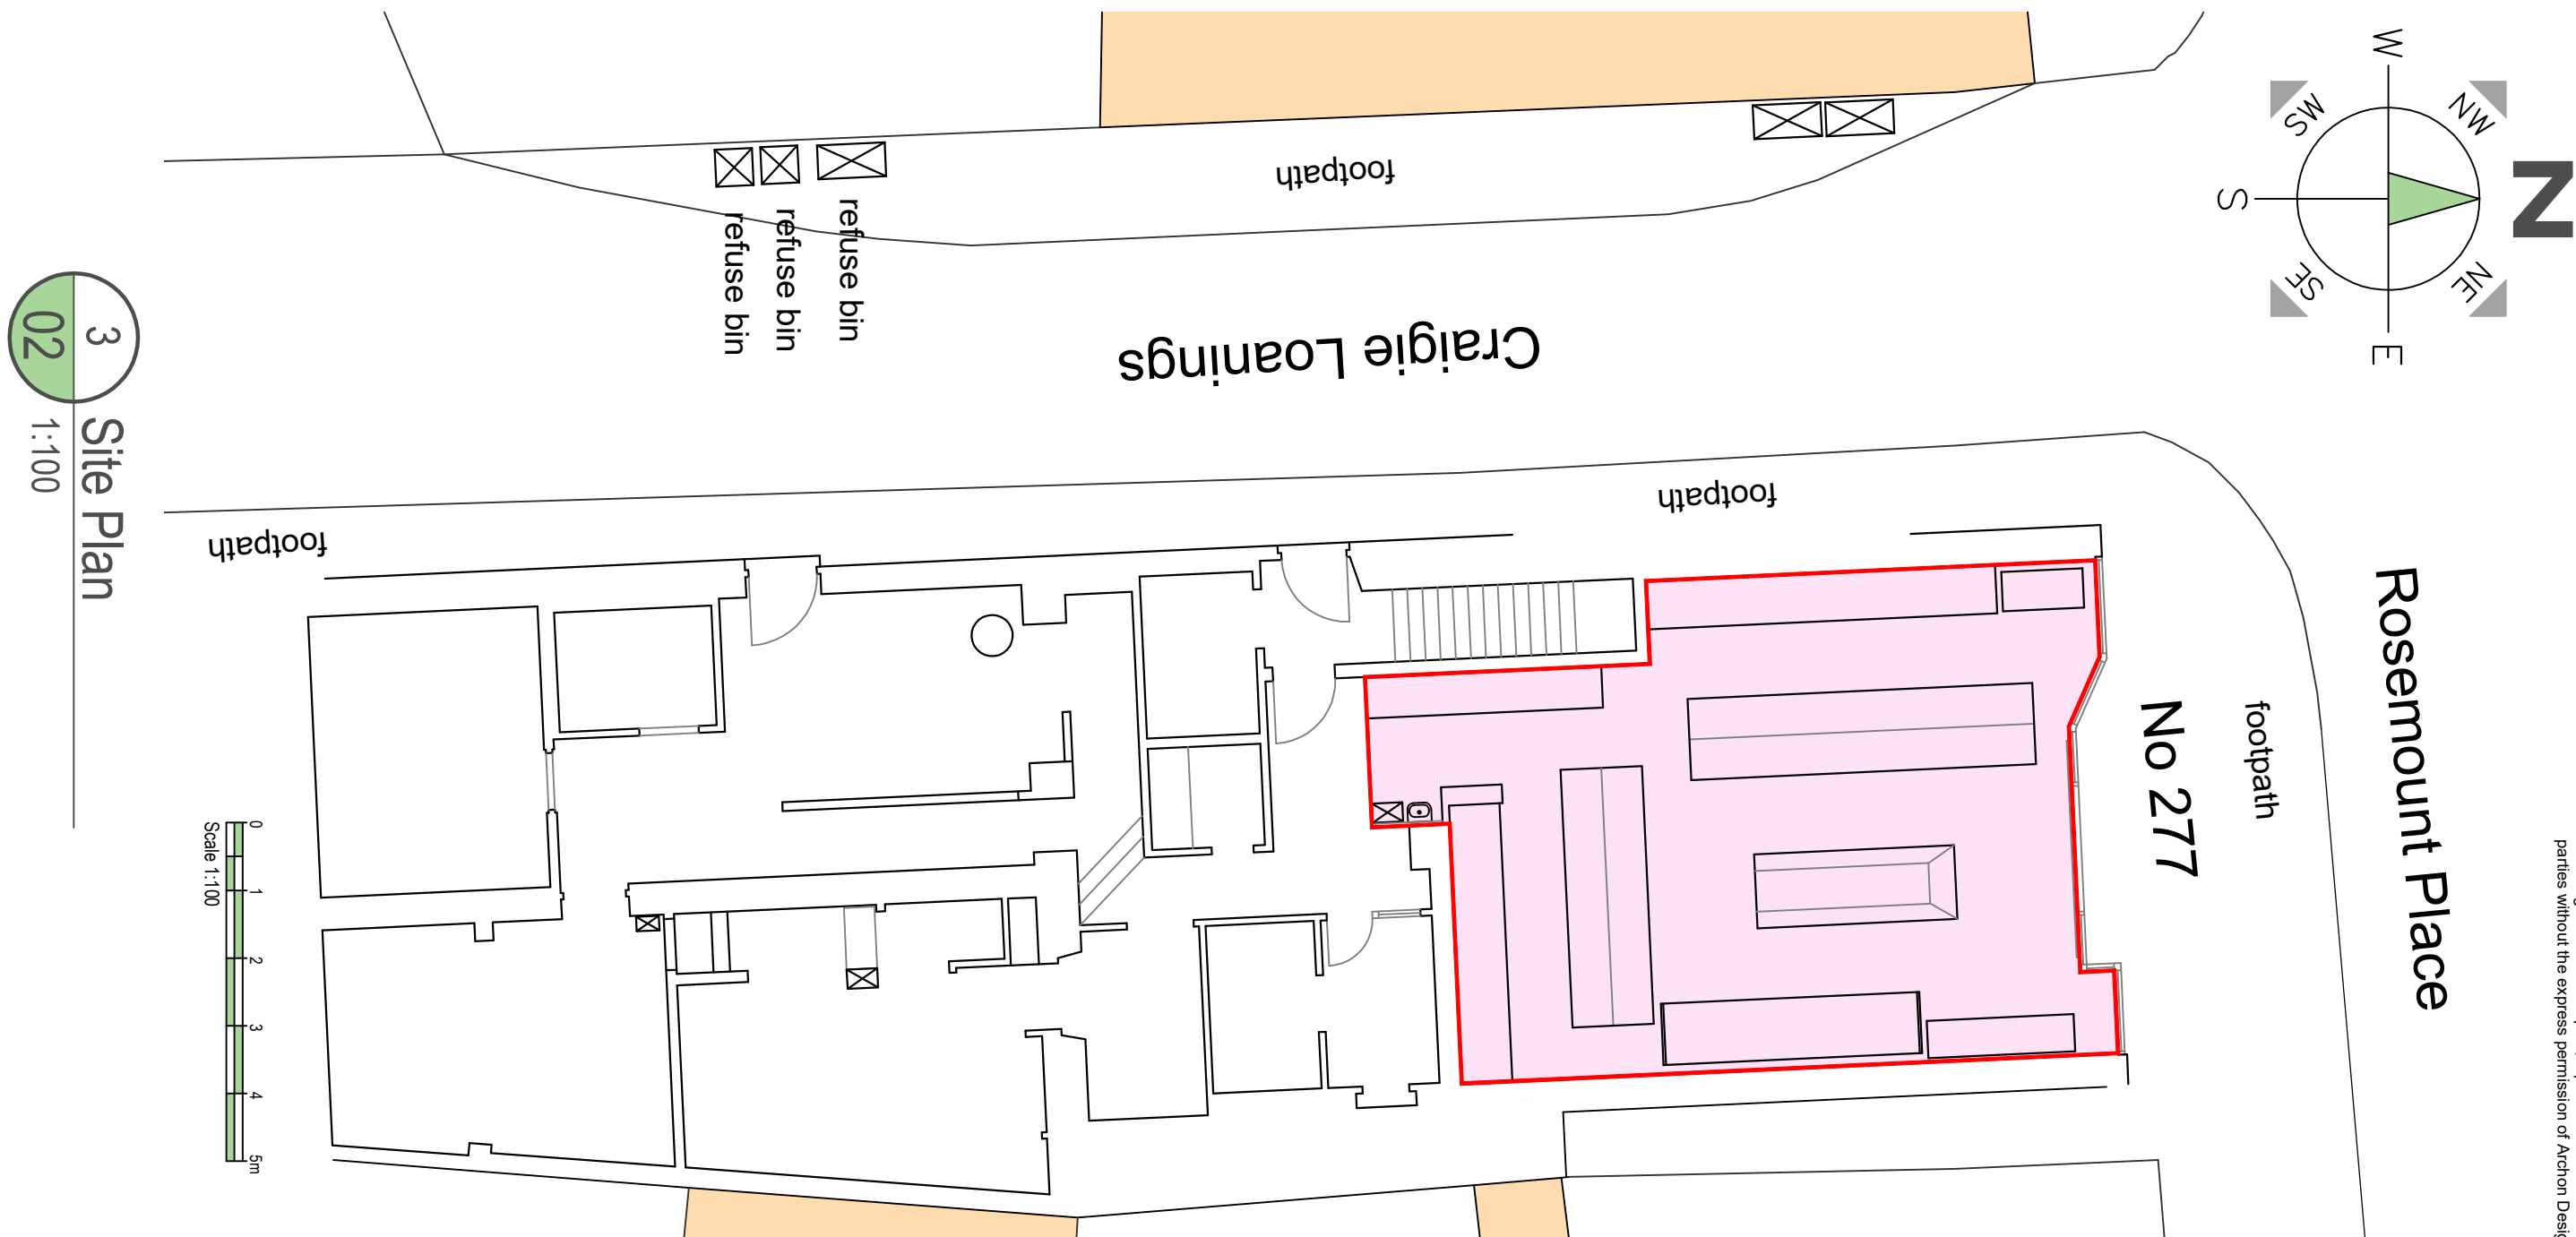 W
NW
N
NE
E
SE
S
SW
footpath
refuse bin
refuse bin
refuse bin
Craigie Loanings
footpath
footpath
Rosemount Place
footpath
No 277
3
02
Site Plan
1:100
0
1
2
3
4
5m
Scale 1:100
parties without the express permission of Archon